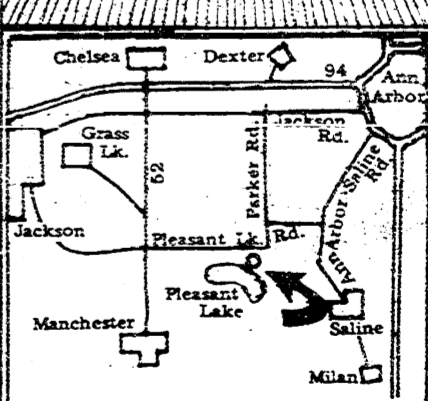 Chelsea
Dexter
94
Ann
Arbor
Jackson
Rd.
Grass
Lk.
52
Parker Rd.
Ann Arbor-Saline
Rd.
Jackson
Pleasant Lk. Rd.
Pleasant
Lake
Manchester
Saline
Milan